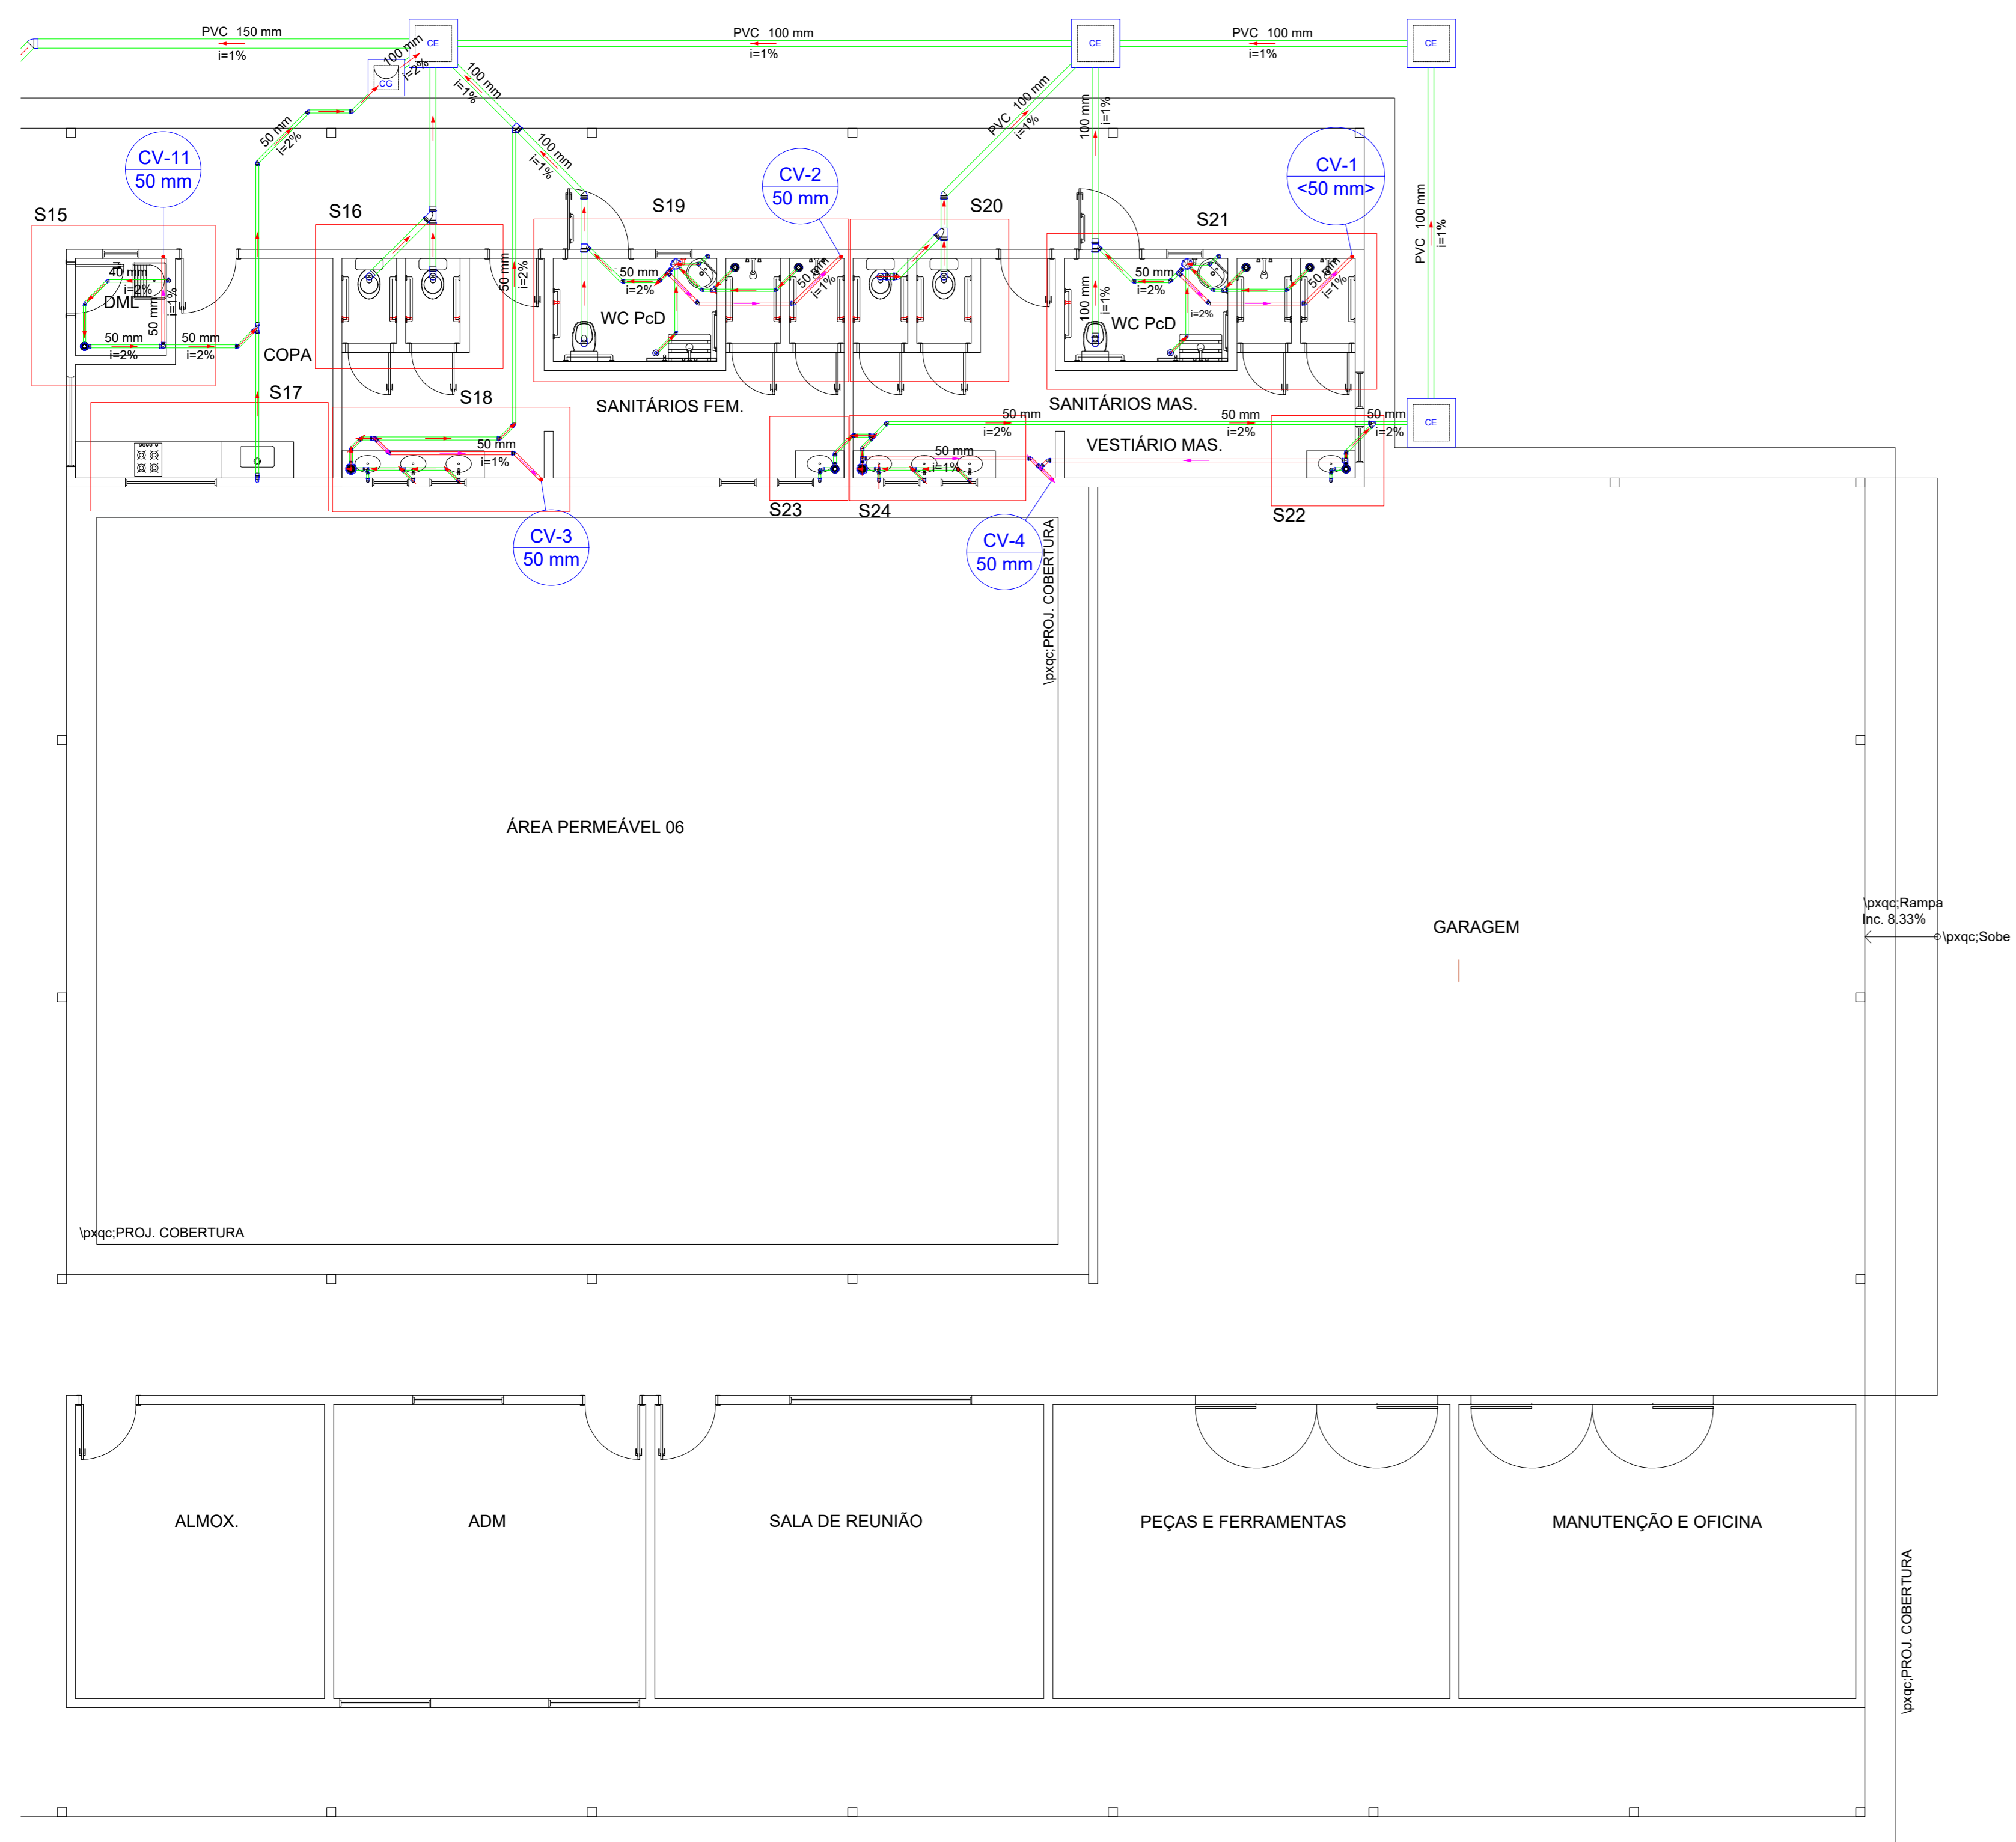 PVC 150 mm
i=1%
CE
PVC 100 mm
i=1%
CE
PVC 100 mm
i=1%
CE
100 mm
i=2%
CG
100 mm
i=1%
50 mm
i=2%
100 mm
i=1%
PVC 100 mm
i=1%
100 mm
i=1%
PVC 100 mm
i=1%
CV-11
50 mm
CV-2
50 mm
CV-1
<50 mm>
S15
S16
S19
S20
S21
40 mm
i=2%
DML
50 mm
i=1%
50 mm
i=2%
50 mm
i=2%
COPA
50 mm
i=2%
50 mm
i=2%
WC PcD
50 mm
i=1%
100 mm
i=1%
50 mm
i=2%
i=2%
WC PcD
50 mm
i=1%
S17
S18
SANITÁRIOS FEM.
SANITÁRIOS MAS.
50 mm
i=2%
50 mm
i=2%
50 mm
i=2%
CE
VESTIÁRIO MAS.
50 mm
i=1%
50 mm
i=1%
S23
S24
S22
CV-3
50 mm
CV-4
50 mm
\pxqc;PROJ. COBERTURA
ÁREA PERMEÁVEL 06
GARAGEM
\pxqc;Rampa
Inc. 8.33%
\pxqc;Sobe
\pxqc;PROJ. COBERTURA
ALMOX.
ADM
SALA DE REUNIÃO
PEÇAS E FERRAMENTAS
MANUTENÇÃO E OFICINA
\pxqc;PROJ. COBERTURA